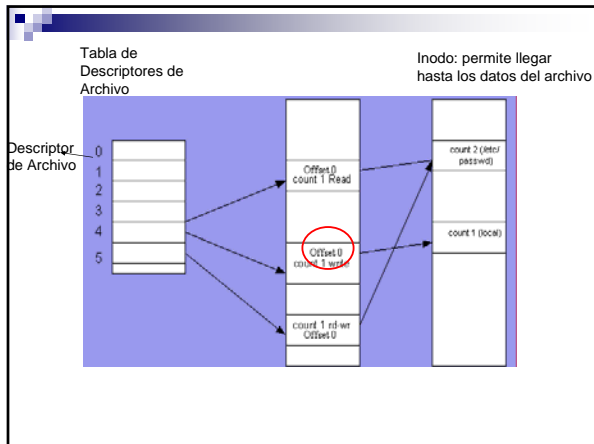 Tabla de
Descriptores de
Archivo
Inodo: permite llegar
hasta los datos del archivo
Descriptor
de Archivo
0
1
2
3
4
5
Offset 0
count 1 Read
Offset 0
count 1 write
count 1 rd-wr
Offset 0
count 2 (/etc/
passwd)
count 1 (local)